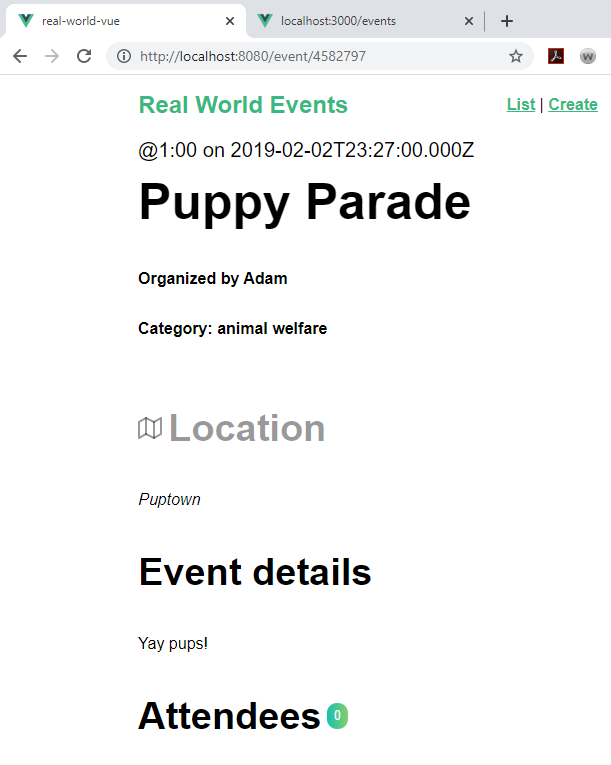 real-world-vue
localhost:3000/events
http://localhost:8080/event/4582797
Real World Events
List | Create
@1:00 on 2019-02-02T23:27:00.000Z
Puppy Parade
Organized by Adam
Category: animal welfare
Location
Puptown
Event details
Yay pups!
Attendees 0